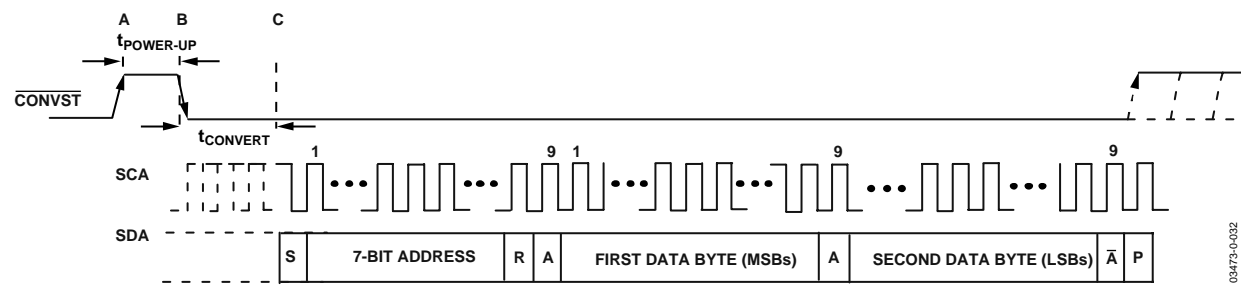 A B C
tPOWER-UP
CONVST
tCONVERT
1 9 1 9 9
SCA
SDA
S 7-BIT ADDRESS R A FIRST DATA BYTE (MSBs) A SECOND DATA BYTE (LSBs) A̅ P
03473-0-032